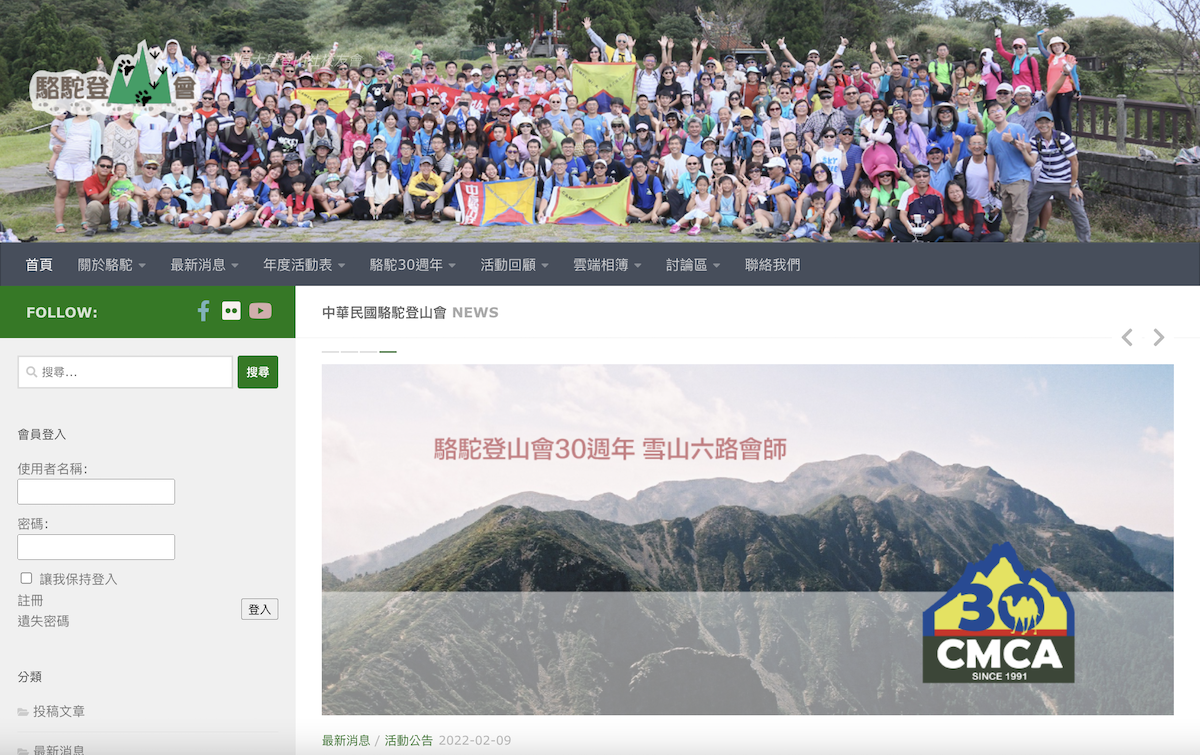 駱駝登山會
中華民國
首頁
關於駱駝
最新消息
年度活動表
駱駝30週年
活動回顧
雲端相簿
討論區
聯絡我們
FOLLOW:
中華民國駱駝登山會 NEWS
搜尋...
搜尋
駱駝登山會30週年 雪山六路會師
會員登入
使用者名稱:
密碼:
讓我保持登入
註冊
登入
遺失密碼
30
CMCA
SINCE 1991
分類
投稿文章
最新消息
最新消息 / 活動公告 2022-02-09